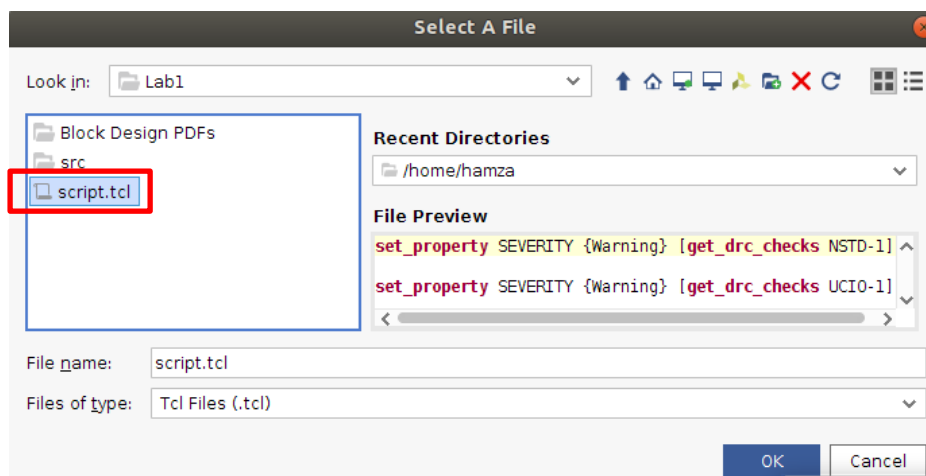 Select A File
Look in: Lab1
Block Design PDFs
src
script.tcl
Recent Directories
/home/hamza
File Preview
set_property SEVERITY {Warning} [get_drc_checks NSTD-1]
set_property SEVERITY {Warning} [get_drc_checks UCIO-1]
File name: script.tcl
Files of type: Tcl Files (.tcl)
OK Cancel